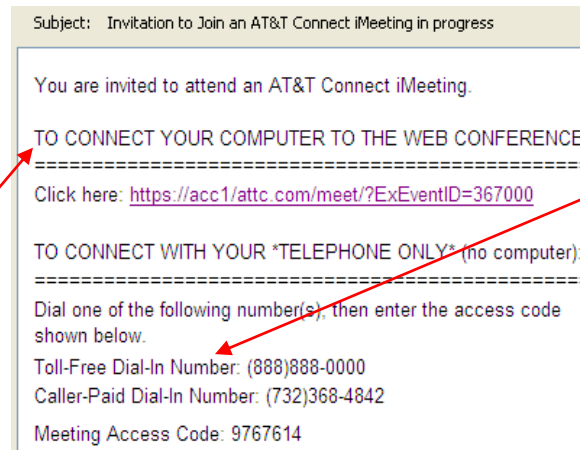 Subject: Invitation to Join an AT&T Connect iMeeting in progress
You are invited to attend an AT&T Connect iMeeting.
TO CONNECT YOUR COMPUTER TO THE WEB CONFERENCE
==================================================
Click here: https://acc1/attc.com/meet/?ExEventID=367000
TO CONNECT WITH YOUR *TELEPHONE ONLY* (no computer):
==================================================
Dial one of the following number(s), then enter the access code
shown below.
Toll-Free Dial-In Number: (888)888-0000
Caller-Paid Dial-In Number: (732)368-4842
Meeting Access Code: 9767614